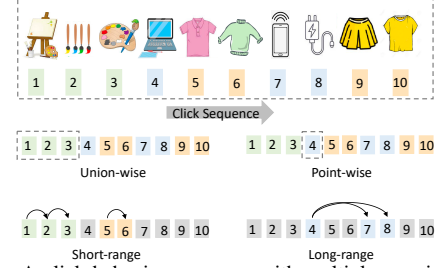 1 2 3 4 5 6 7 8 9 10
Click Sequence
1 2 3 4 5 6 7 8 9 10
1 2 3 4 5 6 7 8 9 10
Union-wise
Point-wise
1 2 3 4 5 6 7 8 9 10
1 2 3 4 5 6 7 8 9 10
Short-range
Long-range